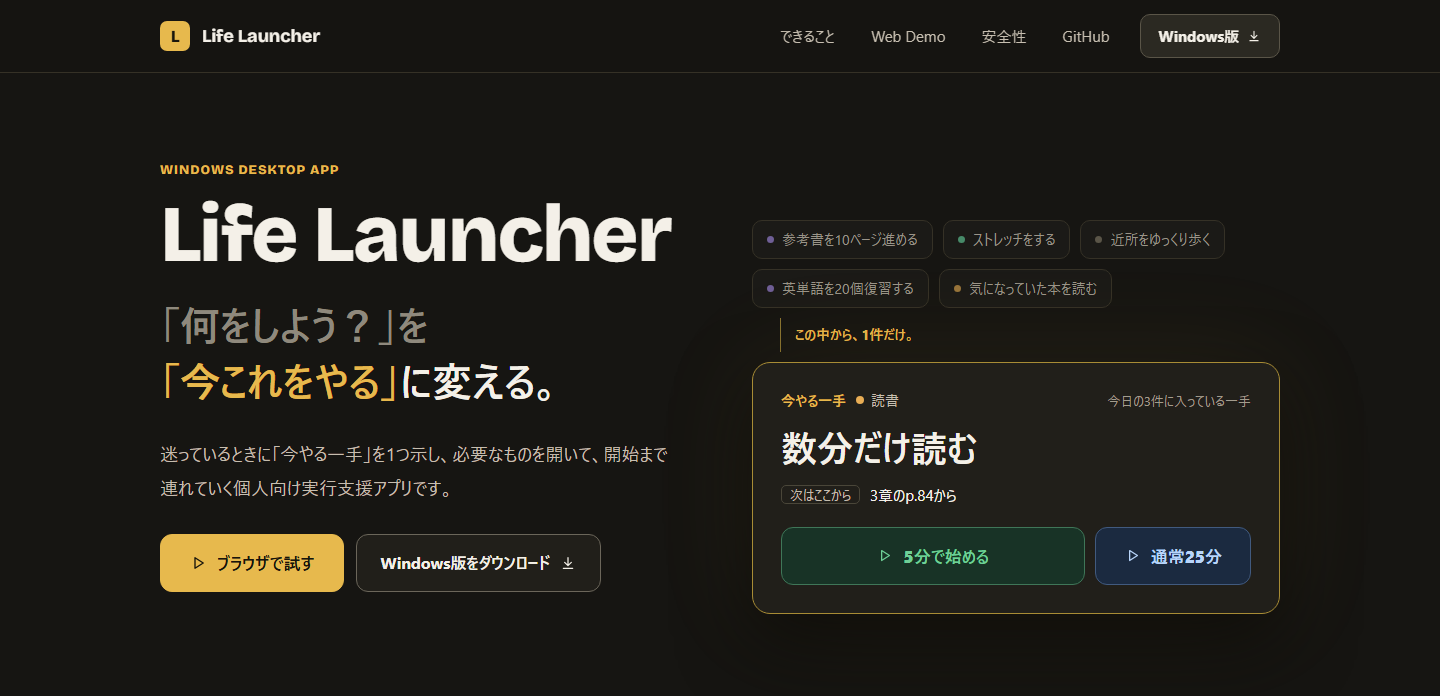 L Life Launcher
できること Web Demo 安全性 GitHub Windows版
WINDOWS DESKTOP APP
Life Launcher
「何をしよう？」を
「今これをやる」に変える。
迷っているときに「今やる一手」を1つ示し、必要なものを開いて、開始まで
連れていく個人向け実行支援アプリです。
ブラウザで試す
Windows版をダウンロード
参考書を10ページ進める
ストレッチをする
近所をゆっくり歩く
英単語を20個復習する
気になっていた本を読む
この中から、1件だけ。
今やる一手 読書
今日の3件に入っている一手
数分だけ読む
次はここから 3章のp.84から
5分で始める
通常25分